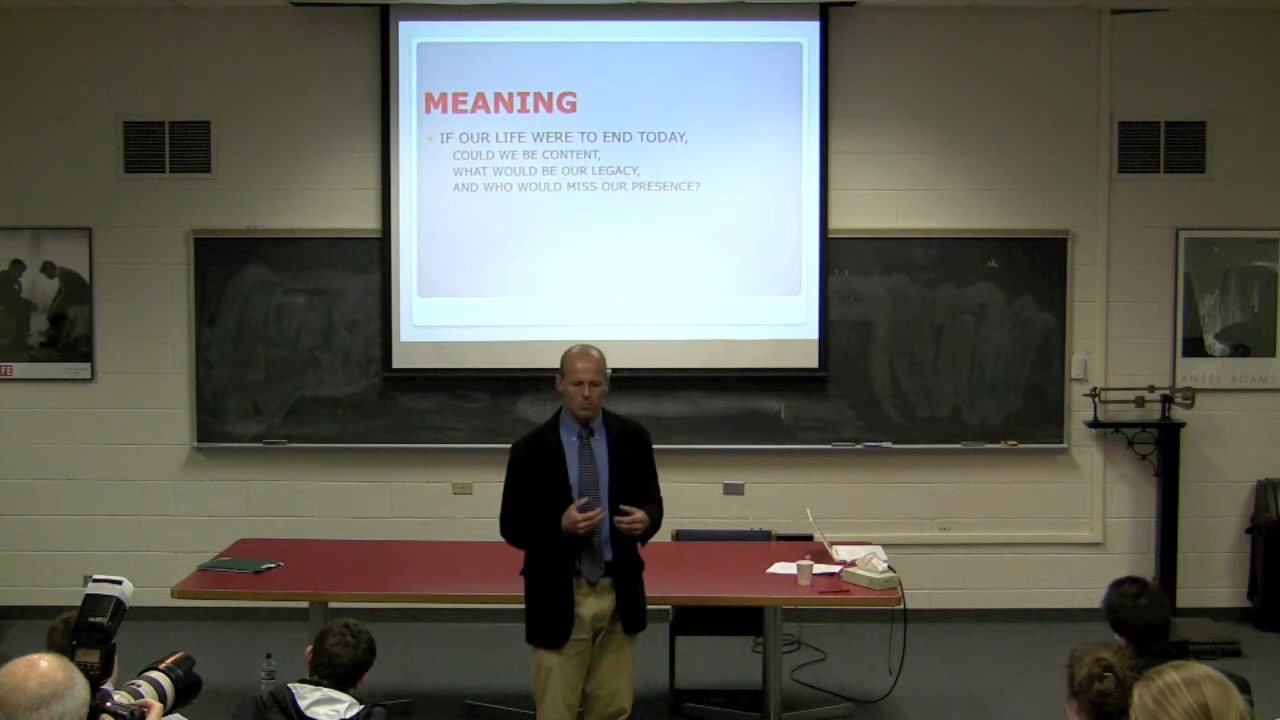 MEANING
IF OUR LIFE WERE TO END TODAY,
COULD WE BE CONTENT,
WHAT WOULD BE OUR LEGACY,
AND WHO WOULD MISS OUR PRESENCE?
FE
ANSEL ADAMS